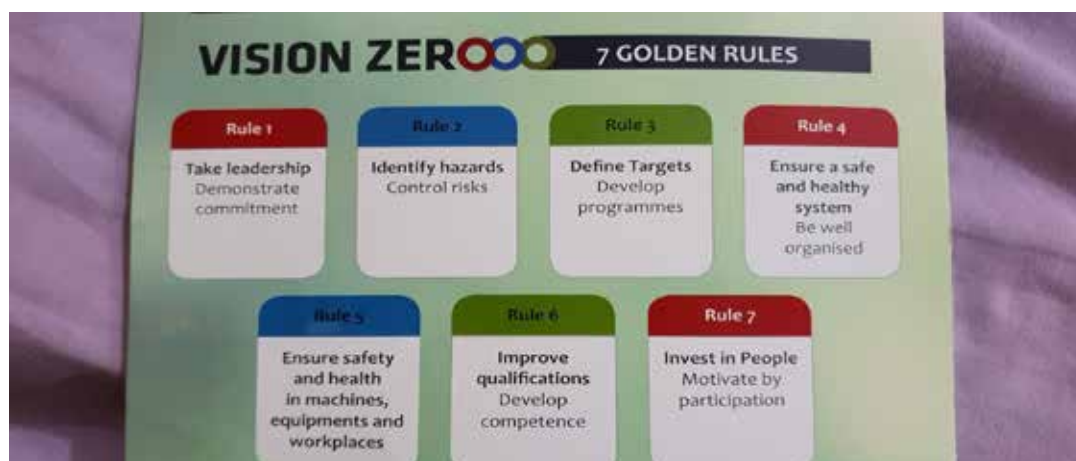 VISION ZEROOO
7 GOLDEN RULES
Rule 1
Take leadership
Demonstrate
commitment
Rule 2
Identify hazards
Control risks
Rule 3
Define Targets
Develop
programmes
Rule 4
Ensure a safe
and healthy
system
Be well
organised
Rule 5
Ensure safety
and health
in machines,
equipments and
workplaces
Rule 6
Improve
qualifications
Develop
competence
Rule 7
Invest in People
Motivate by
participation